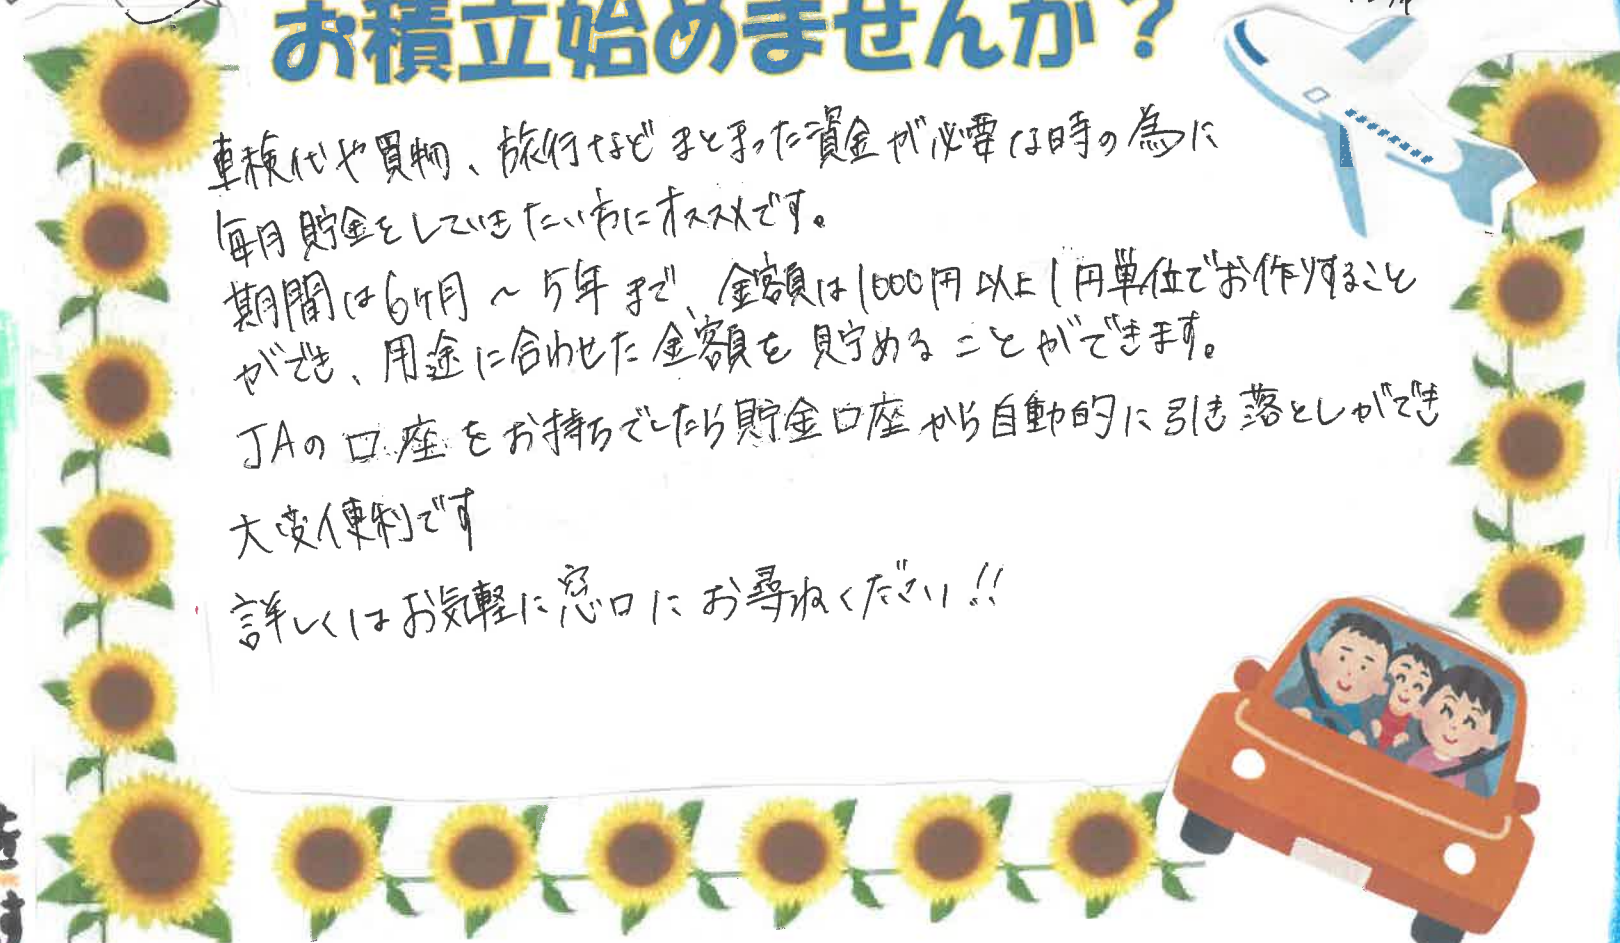 お積立始めませんか?
車検代や買物、旅行などまとまった資金が必要な時の為に
毎月貯金をしていきたい方にオススメです。
期間は6ヶ月~5年まで、金額は1000円以上1円単位でお作りすること
ができ、用途に合わせた金額を貯めることができます。
JAの口座をお持ちでしたら貯金口座から自動的に引き落としができ
大変便利です
詳しくはお気軽に窓口にお尋ねください!!